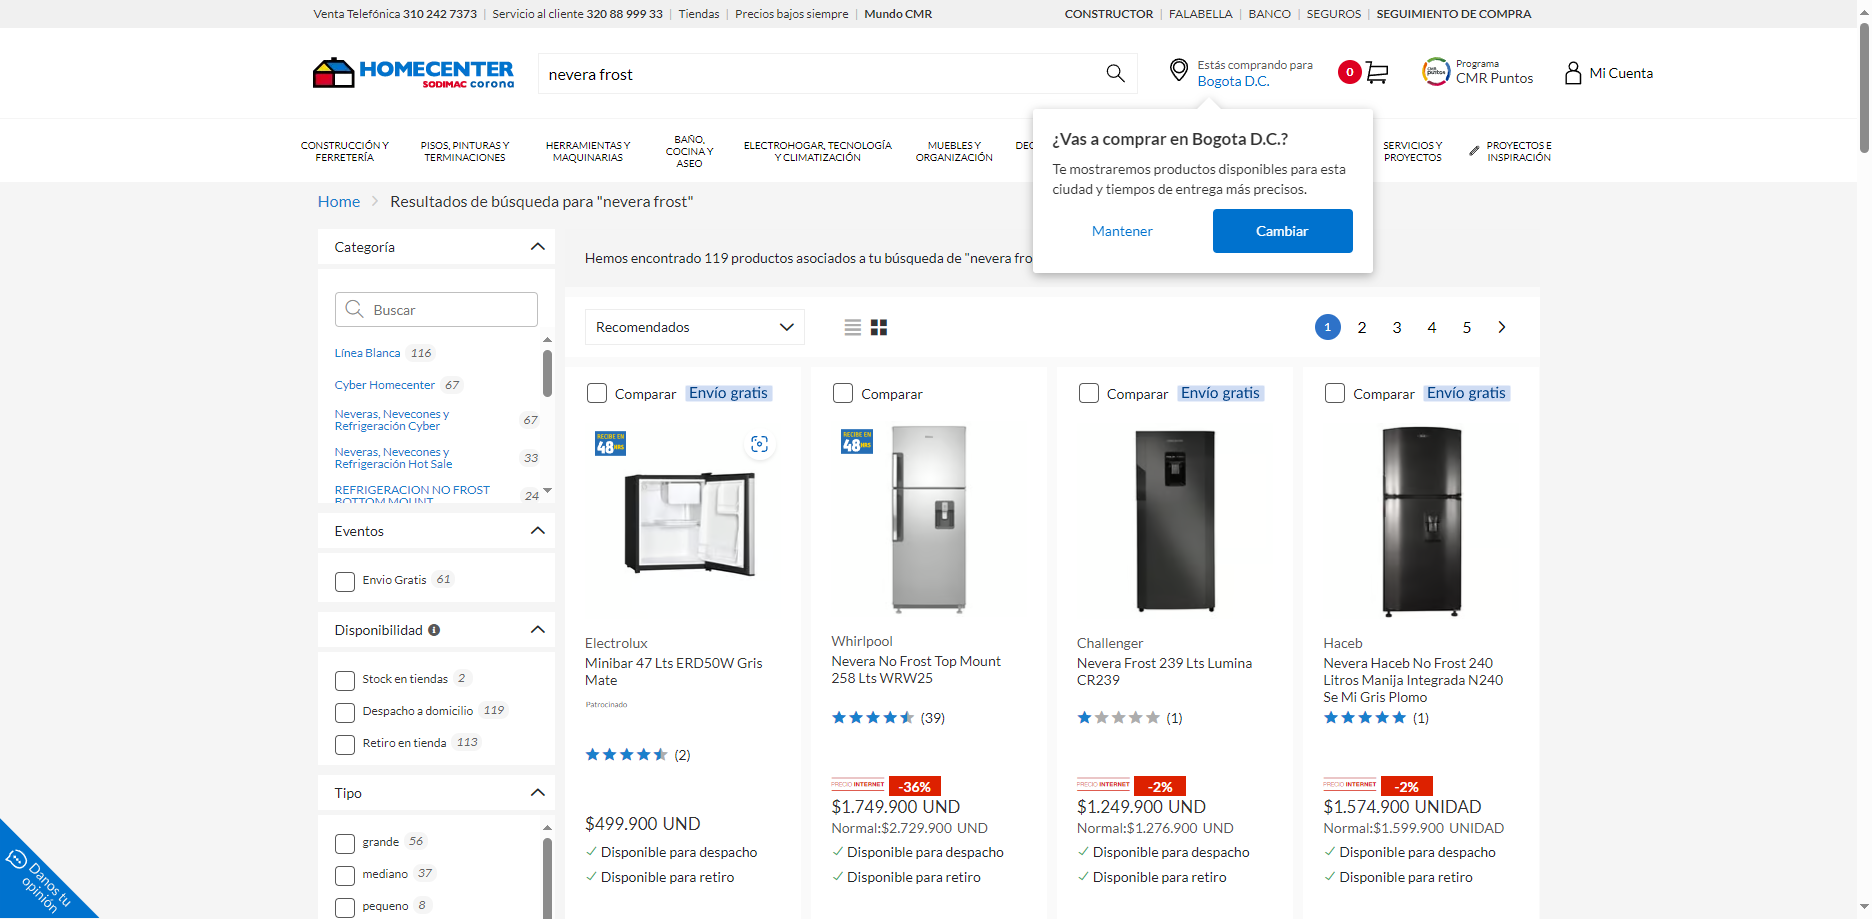 Venta Telefónica 310 242 7373 | Servicio al cliente 320 88 999 33 | Tiendas | Precios bajos siempre | Mundo CMR
CONSTRUCTOR | FALABELLA | BANCO | SEGUROS | SEGUIMIENTO DE COMPRA
HOMECENTER
SODIMAC corona
nevera frost
Estás comprando para
Bogota D.C.
0
Programa
CMR Puntos
Mi Cuenta
CONSTRUCCIÓN Y
FERRETERÍA
PISOS, PINTURAS Y
TERMINACIONES
HERRAMIENTAS Y
MAQUINARIAS
BAÑO,
COCINA Y
ASEO
ELECTROHOGAR, TECNOLOGÍA
Y CLIMATIZACIÓN
MUEBLES Y
ORGANIZACIÓN
DEC
SERVICIOS Y
PROYECTOS
PROYECTOS E
INSPIRACIÓN
¿Vas a comprar en Bogota D.C.?
Te mostraremos productos disponibles para esta
ciudad y tiempos de entrega más precisos.
Mantener
Cambiar
Home
Resultados de búsqueda para "nevera frost"
Categoría
Buscar
Línea Blanca 116
Cyber Homecenter 67
Neveras, Nevecones y
Refrigeración Cyber 67
Neveras, Nevecones y
Refrigeración Hot Sale 33
REFRIGERACION NO FROST
BOTTOM MOUNT 24
Eventos
Envio Gratis 61
Disponibilidad
Stock en tiendas 2
Despacho a domicilio 119
Retiro en tienda 113
Tipo
grande 56
mediano 37
pequeno 8
Danos tu
opinión
Hemos encontrado 119 productos asociados a tu búsqueda de "nevera fro
Recomendados
1 2 3 4 5
Comparar Envío gratis
RECIBE EN
48 HRS
Electrolux
Minibar 47 Lts ERD50W Gris
Mate
Patrocinado
(2)
$499.900 UND
Disponible para despacho
Disponible para retiro
Comparar
RECIBE EN
48 HRS
Whirlpool
Nevera No Frost Top Mount
258 Lts WRW25
(39)
PRECIO INTERNET -36%
$1.749.900 UND
Normal:$2.729.900 UND
Disponible para despacho
Disponible para retiro
Comparar Envío gratis
Challenger
Nevera Frost 239 Lts Lumina
CR239
(1)
PRECIO INTERNET -2%
$1.249.900 UND
Normal:$1.276.900 UND
Disponible para despacho
Disponible para retiro
Comparar Envío gratis
Haceb
Nevera Haceb No Frost 240
Litros Manija Integrada N240
Se Mi Gris Plomo
(1)
PRECIO INTERNET -2%
$1.574.900 UNIDAD
Normal:$1.599.900 UNIDAD
Disponible para despacho
Disponible para retiro